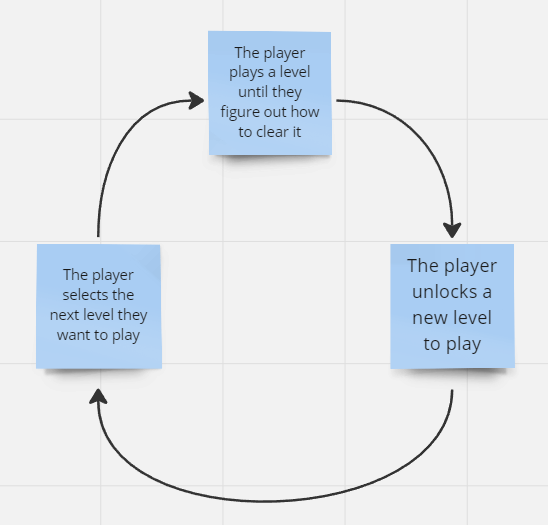 The player
plays a level
until they
figure out how
to clear it
The player
selects the
next level they
want to play
The player
unlocks a
new level
to play